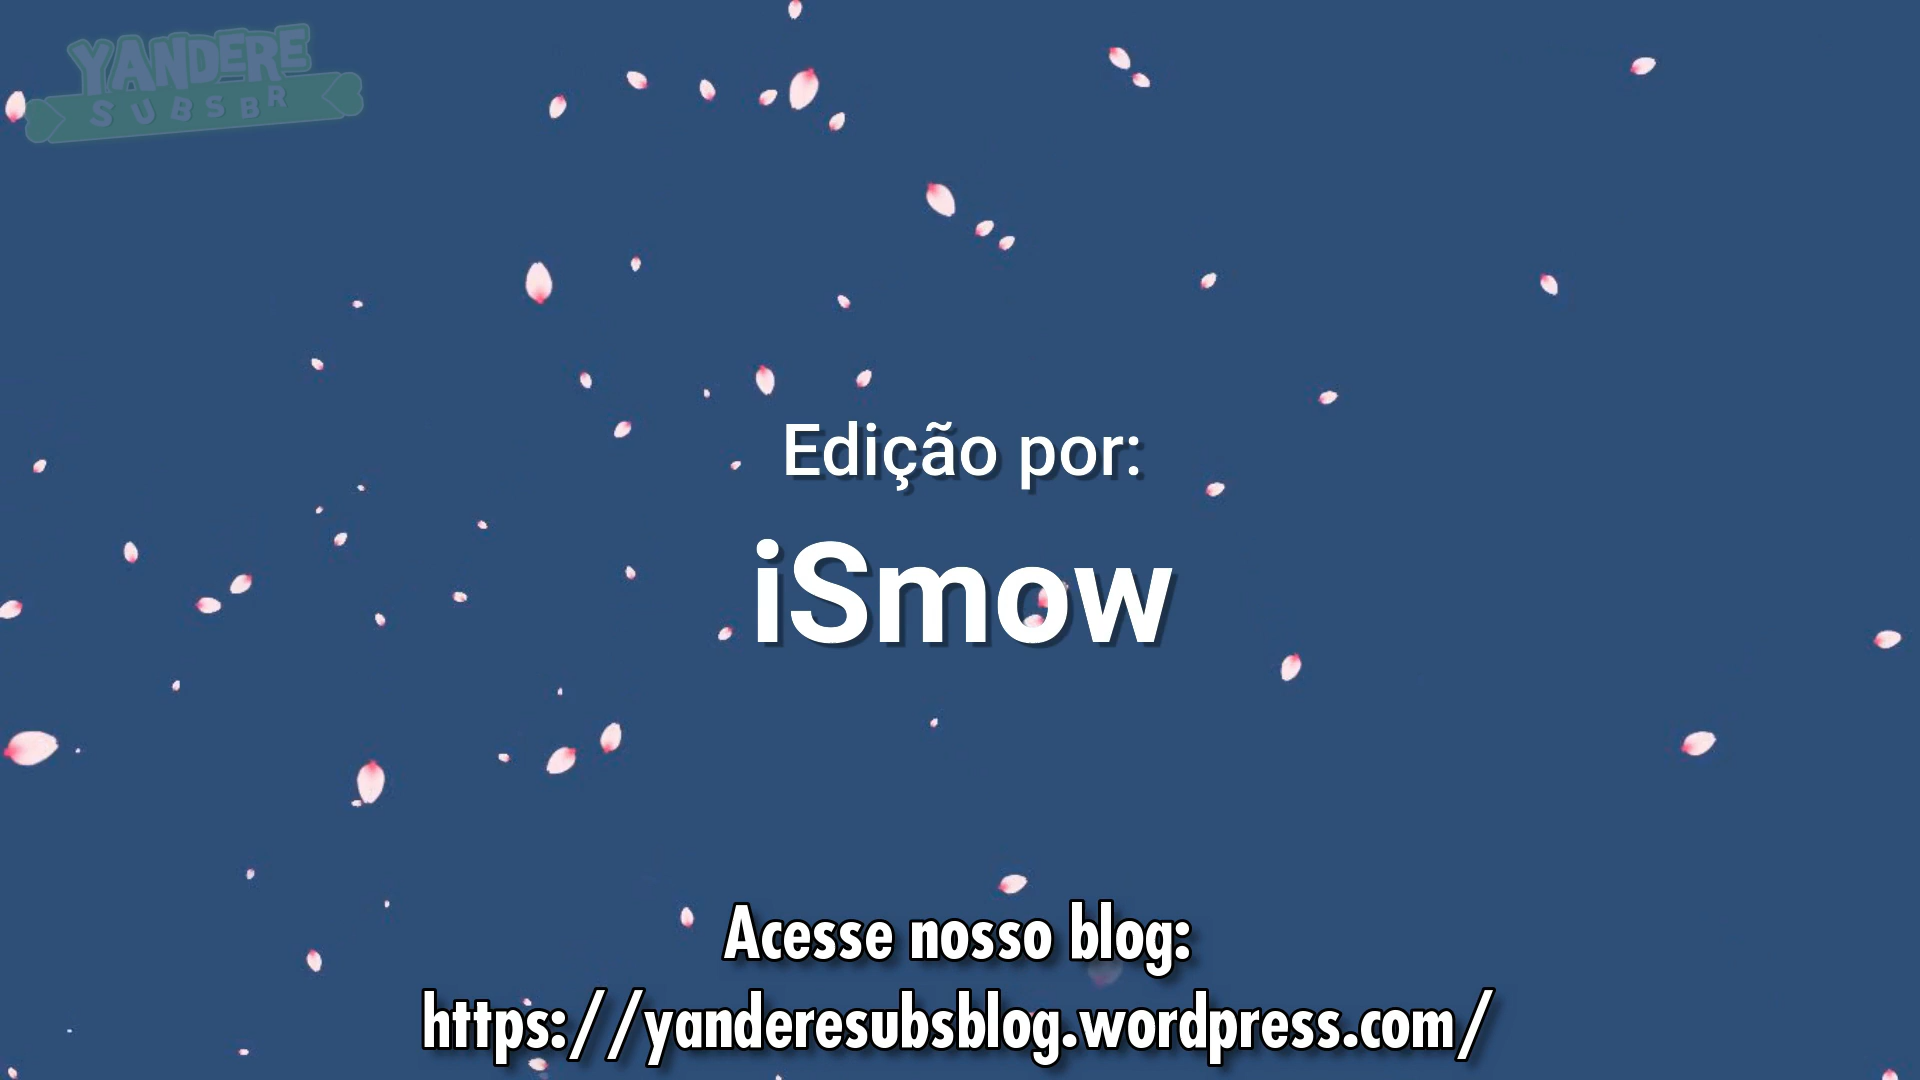 YANDERE
SUBSBR
Edição por:
iSmow
Acesse nosso blog:
https://yanderesubsblog.wordpress.com/